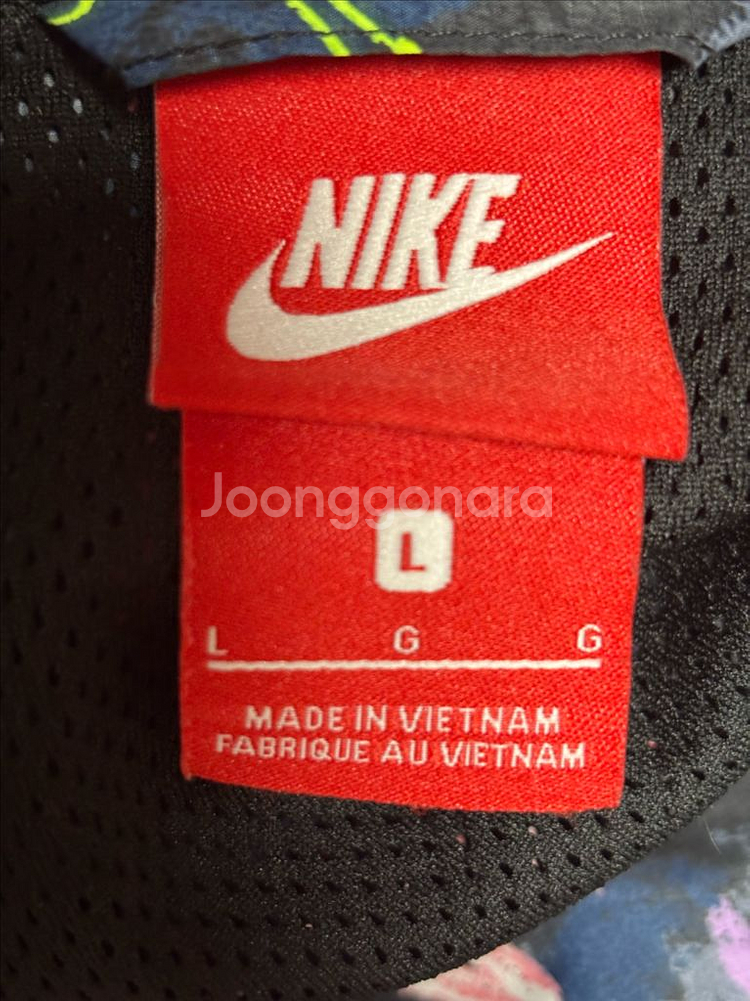 NIKE
Joonggonara
L
L G G
MADE IN VIETNAM
FABRIQUE AU VIETNAM